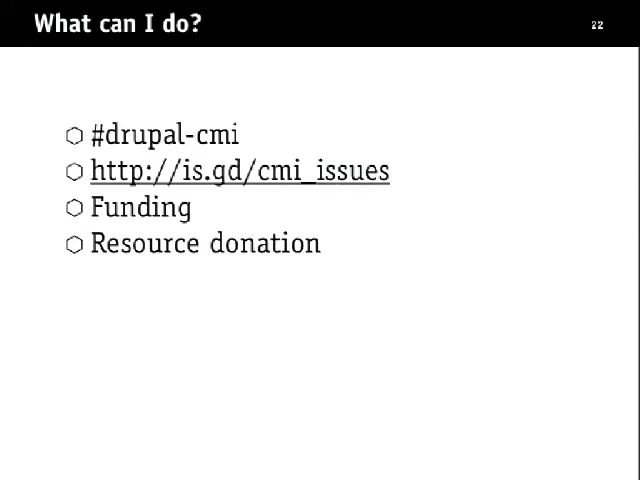 What can I do?
22
#drupal-cmi
http://is.gd/cmi_issues
Funding
Resource donation